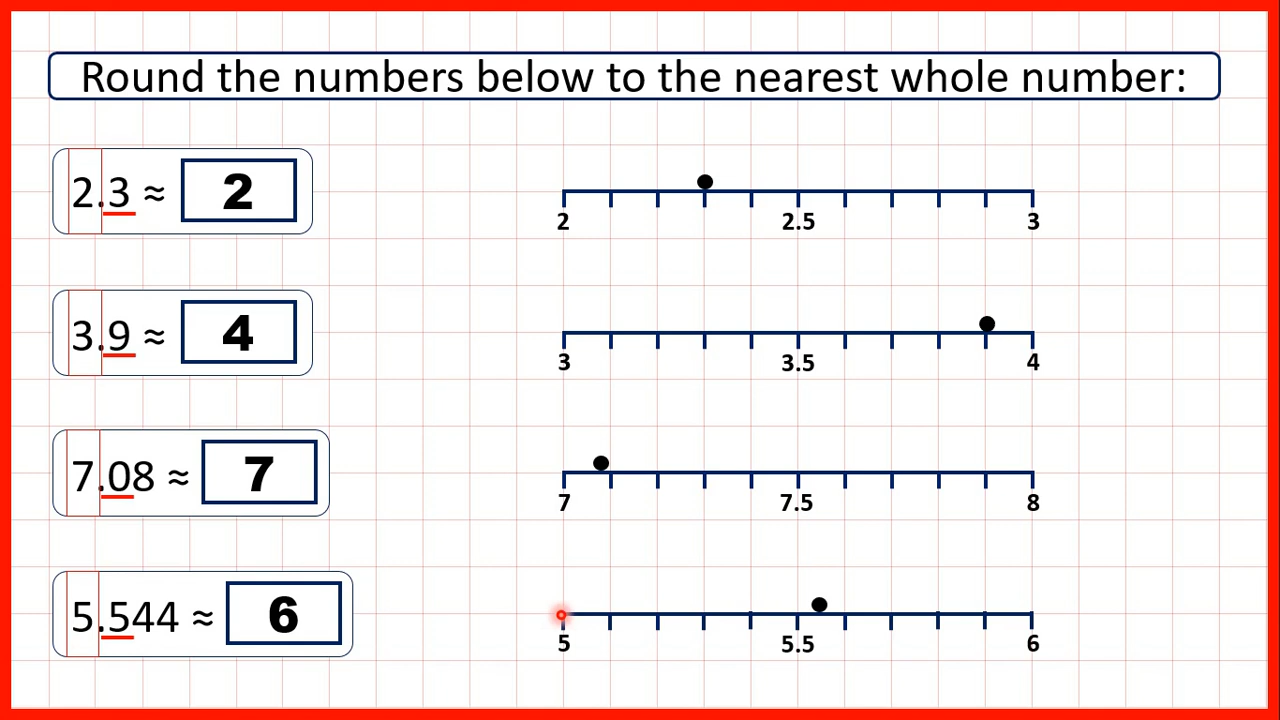 Round the numbers below to the nearest whole number:
2.3 ≈ 2
2 2.5 3
3.9 ≈ 4
3 3.5 4
7.08 ≈ 7
7 7.5 8
5.544 ≈ 6
5 5.5 6